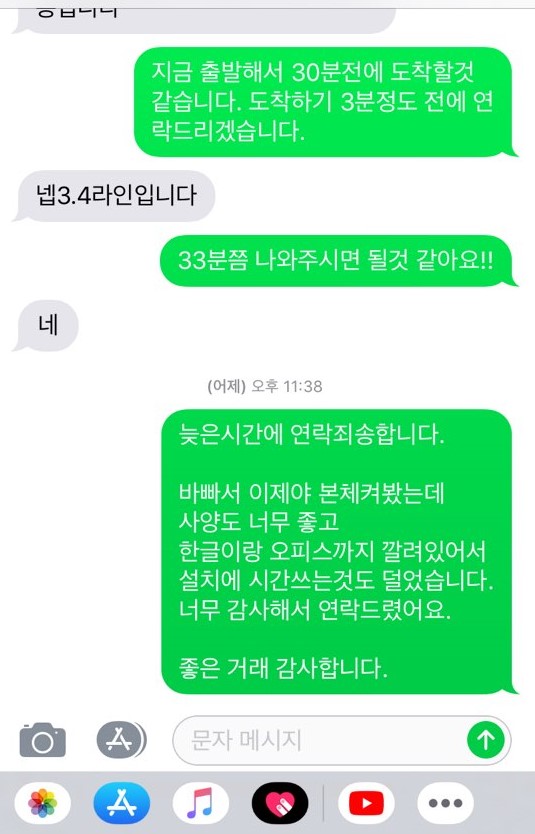 지금 출발해서 30분전에 도착할것
같습니다. 도착하기 3분정도 전에 연
락드리겠습니다.
넵3.4라인입니다
33분쯤 나와주시면 될것 같아요!!
네
(어제) 오후 11:38
늦은시간에 연락죄송합니다.
바빠서 이제야 본체켜봤는데
사양도 너무 좋고
한글이랑 오피스까지 깔려있어서
설치에 시간쓰는것도 덜었습니다.
너무 감사해서 연락드렸어요.
좋은 거래 감사합니다.
문자 메시지